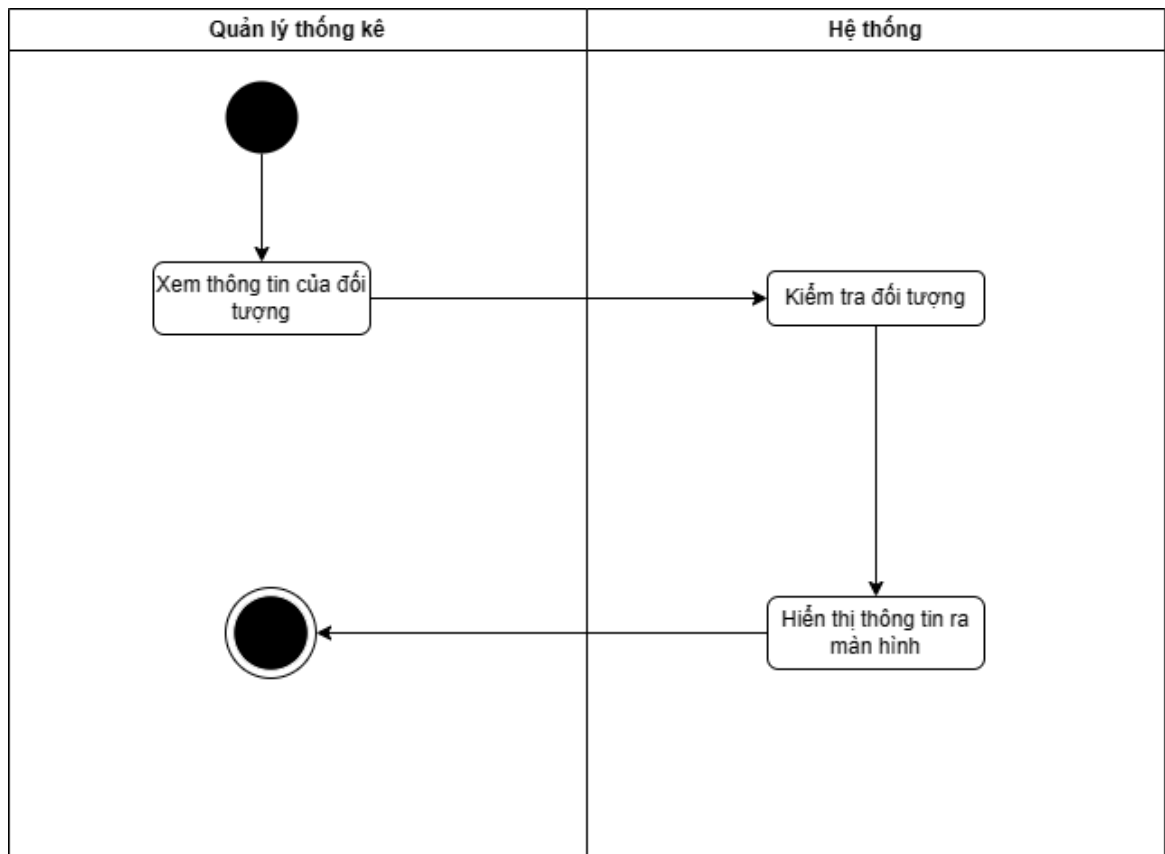 Quản lý thống kê
Hệ thống
Xem thông tin của đối
tượng
Kiểm tra đối tượng
Hiển thị thông tin ra
màn hình